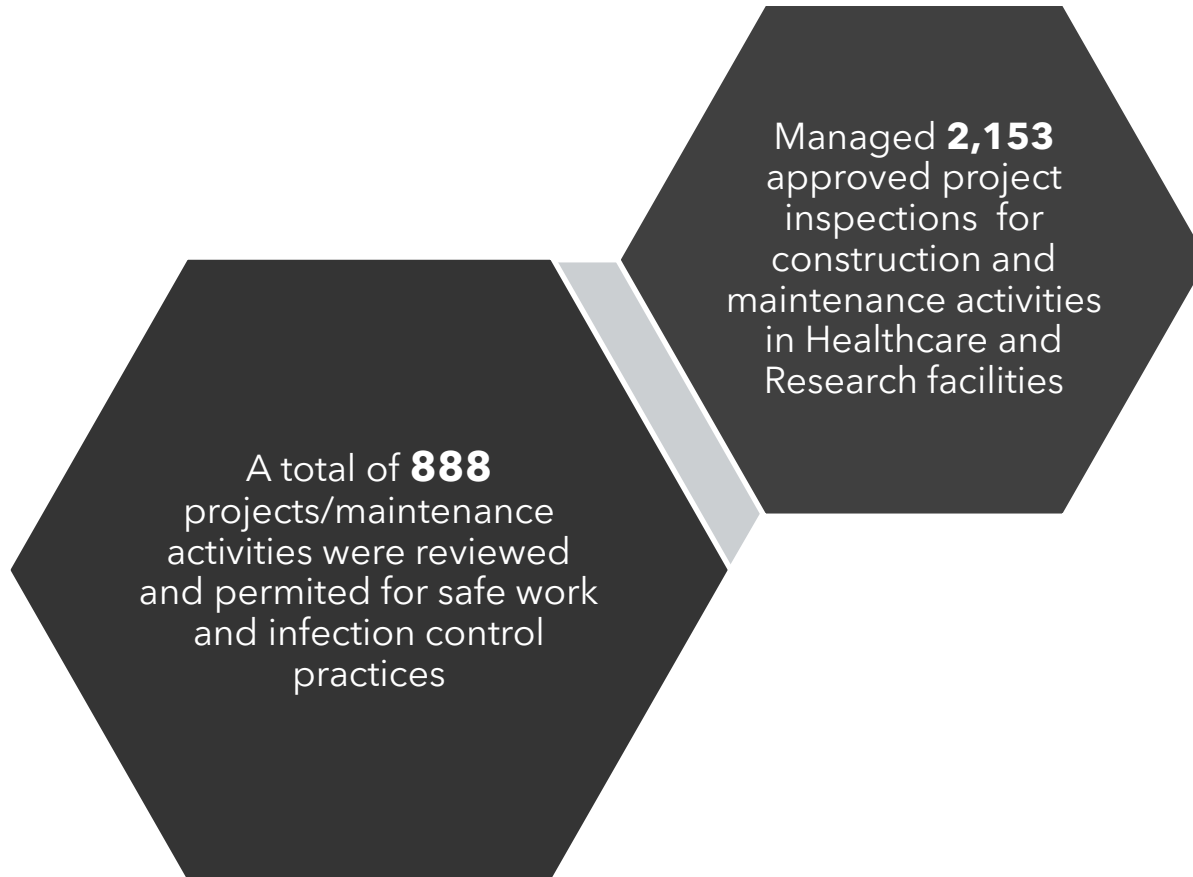 Managed 2,153
approved project
inspections  for
construction and
maintenance activities
in Healthcare and
Research facilities
A total of 888
projects/maintenance
activities were reviewed
and permited for safe work
and infection control
practices